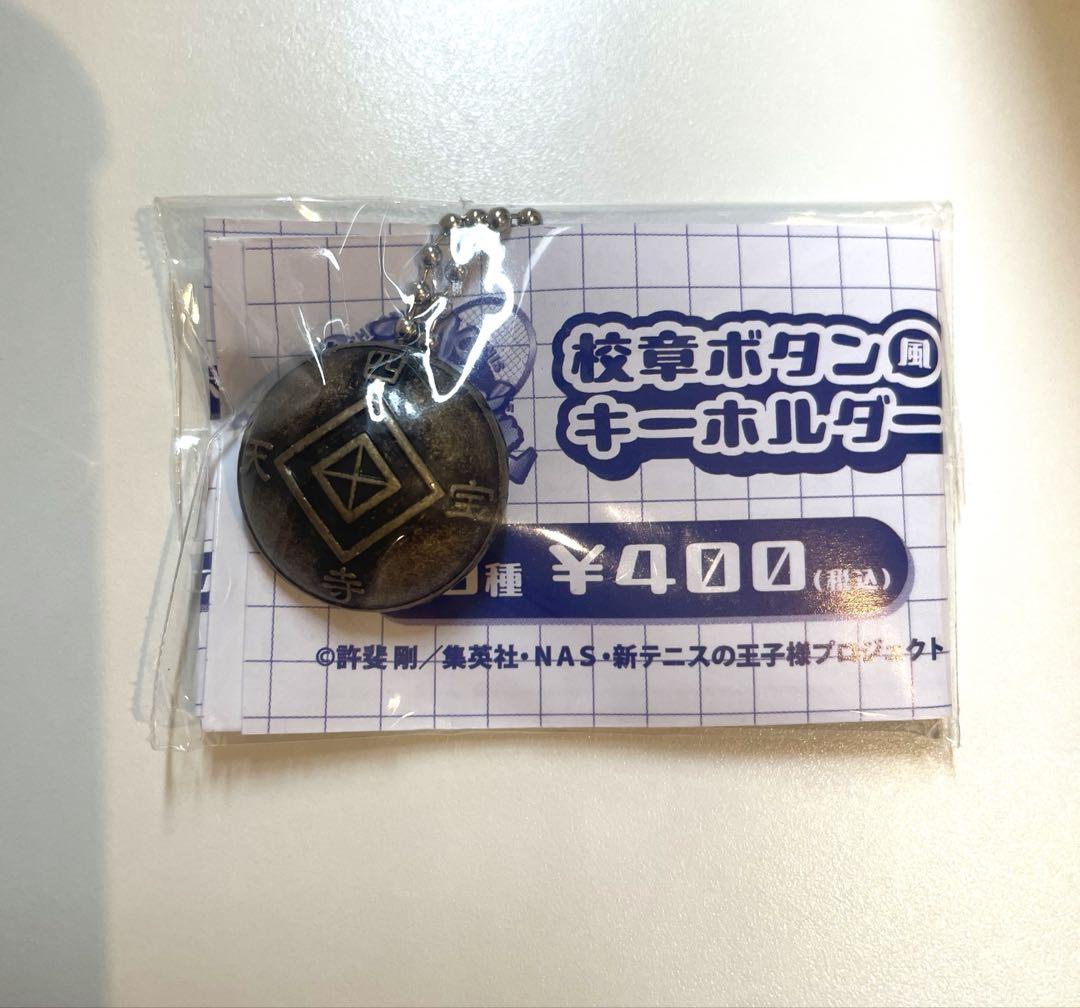 四
天
宝
寺
校章ボタン風
キーホルダー
0種 ¥400(税込)
©許斐 剛／集英社・NAS・新テニスの王子様プロジェクト